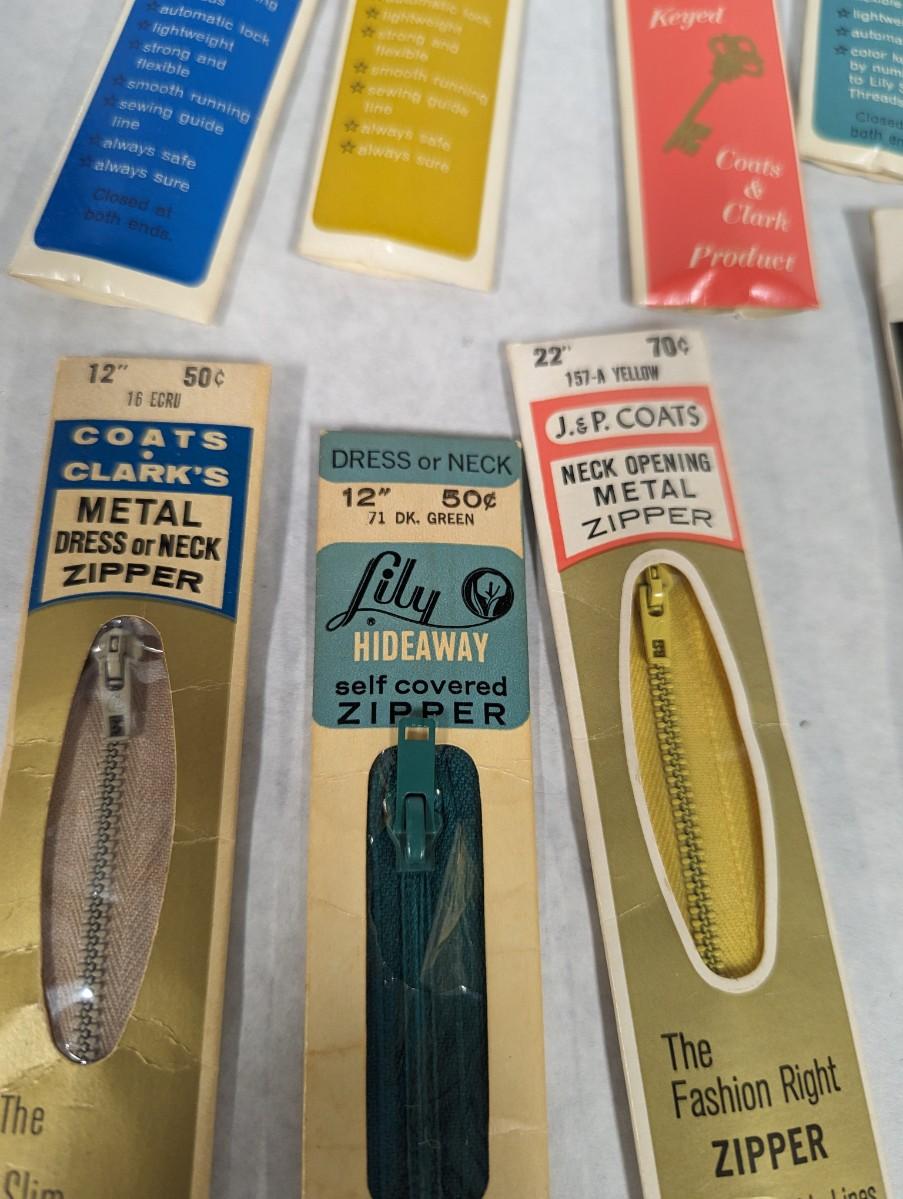 automatic lock
lightweight
strong and
flexible
smooth running
sewing guide
line
always safe
always sure
Closed at
both ends.
automatic lock
lightweight
strong and
flexible
smooth running
sewing guide
line
always safe
always sure
Keyed
Coats
&
Clark
Product
color
by num
to Lily
Threads
Closed
both en
12" 50¢
16 ECRU
COATS
CLARK'S
METAL
DRESS or NECK
ZIPPER
The
Slim
DRESS or NECK
12" 50¢
71 DK. GREEN
Lily
HIDEAWAY
self covered
ZIPPER
22" 70¢
157-A YELLOW
J. & P. COATS
NECK OPENING
METAL
ZIPPER
The
Fashion Right
ZIPPER
Lines